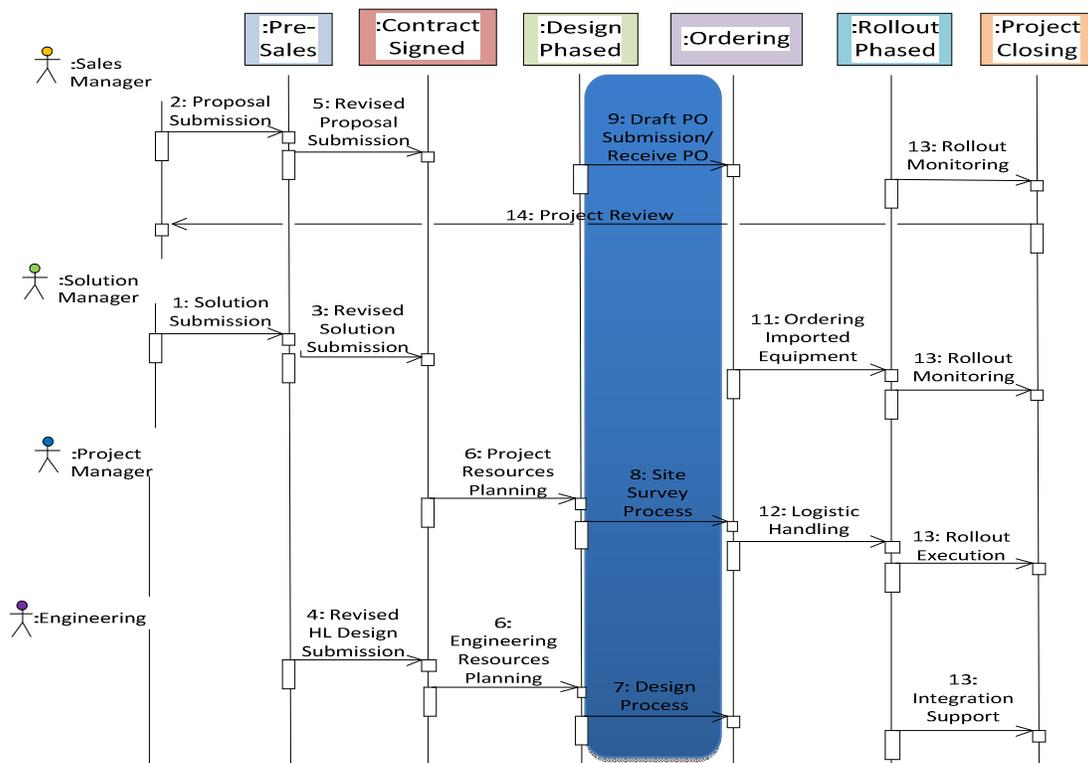 :Pre-
Sales
:Contract
Signed
:Design
Phased
:Ordering
:Rollout
Phased
:Project
Closing
:Sales
Manager
2: Proposal
Submission
5: Revised
Proposal
Submission
9: Draft PO
Submission/
Receive PO
13: Rollout
Monitoring
14: Project Review
:Solution
Manager
1: Solution
Submission
3: Revised
Solution
Submission
11: Ordering
Imported
Equipment
13: Rollout
Monitoring
:Project
Manager
6: Project
Resources
Planning
8: Site
Survey
Process
12: Logistic
Handling
13: Rollout
Execution
:Engineering
4: Revised
HL Design
Submission
6:
Engineering
Resources
Planning
7: Design
Process
13:
Integration
Support